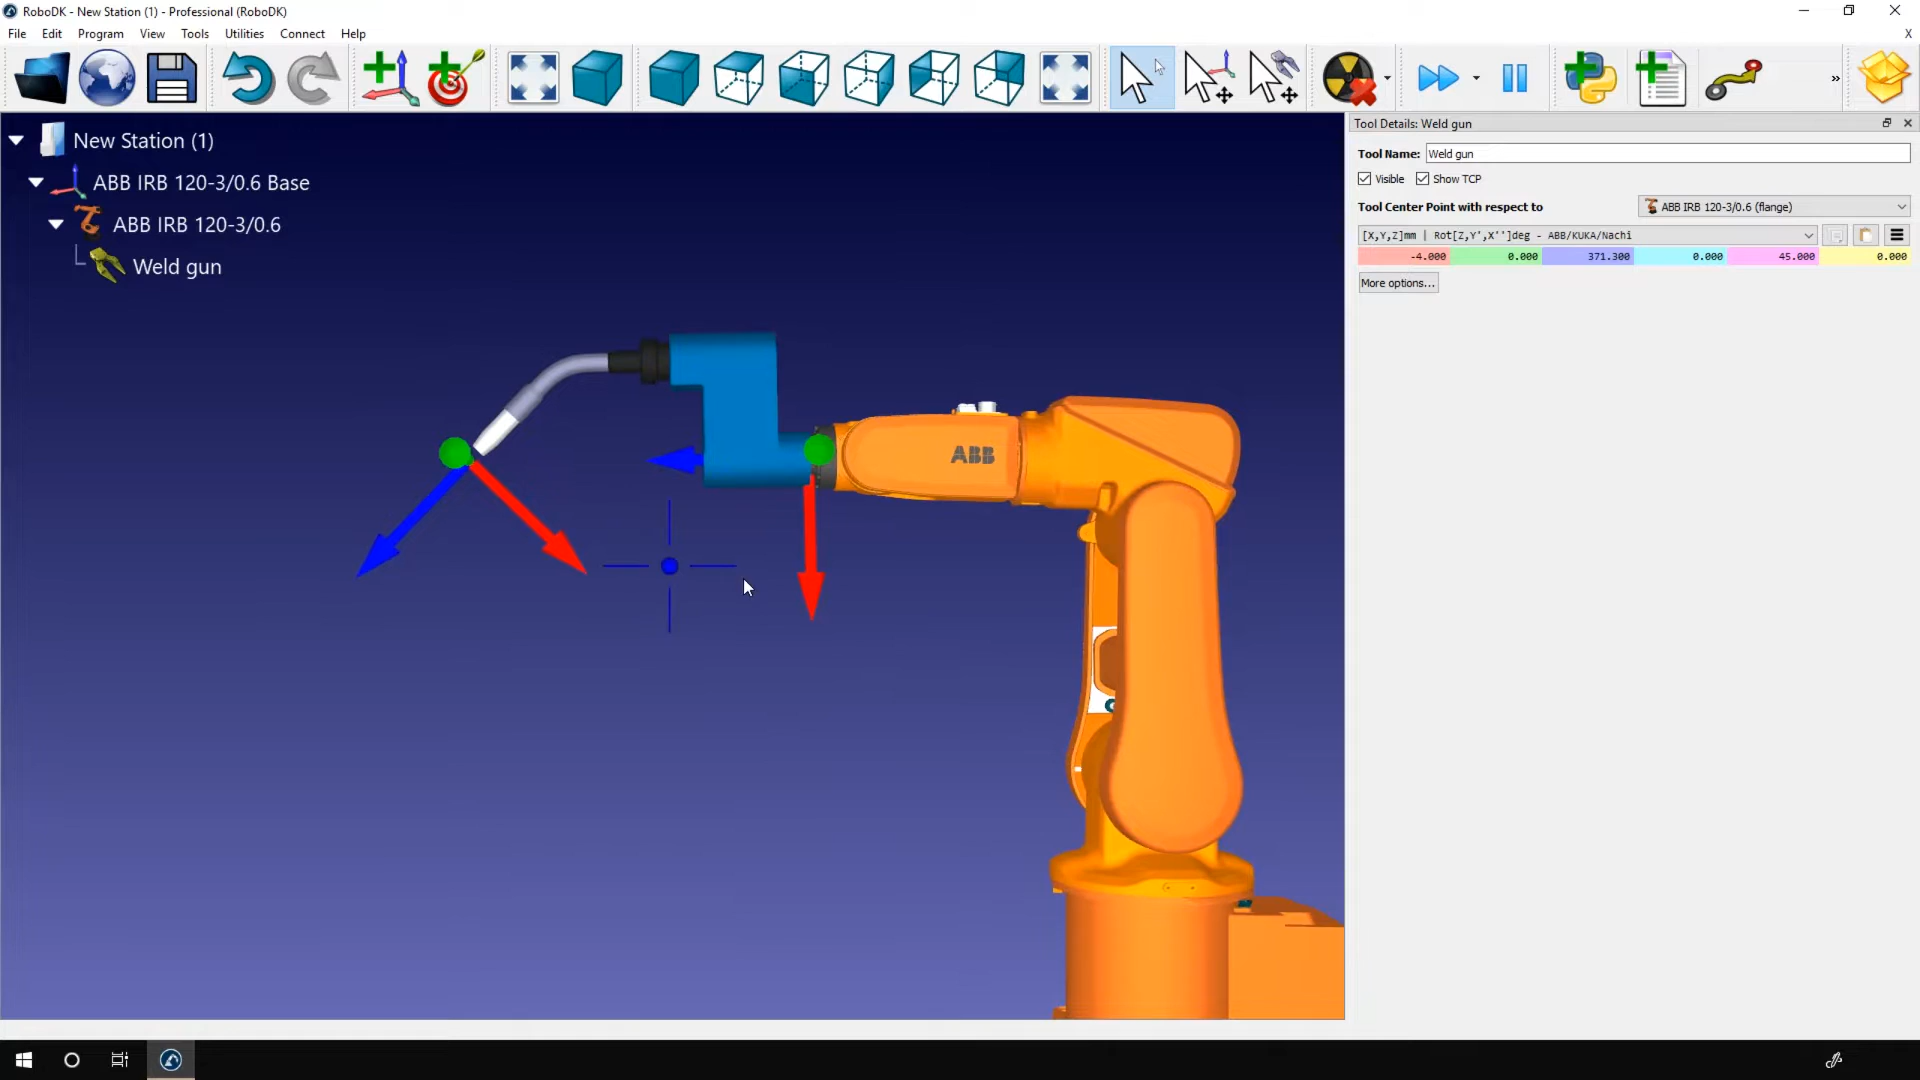 RoboDK - New Station (1) - Professional (RoboDK)
File Edit Program View Tools Utilities Connect Help X
»
New Station (1)
ABB IRB 120-3/0.6 Base
ABB IRB 120-3/0.6
Weld gun
ABB
Tool Details: Weld gun
Tool Name: Weld gun
Visible Show TCP
Tool Center Point with respect to ABB IRB 120-3/0.6 (flange)
[X,Y,Z]mm | Rot[Z,Y',X'']deg - ABB/KUKA/Nachi
-4.000 0.000 371.300 0.000 45.000 0.000
More options...